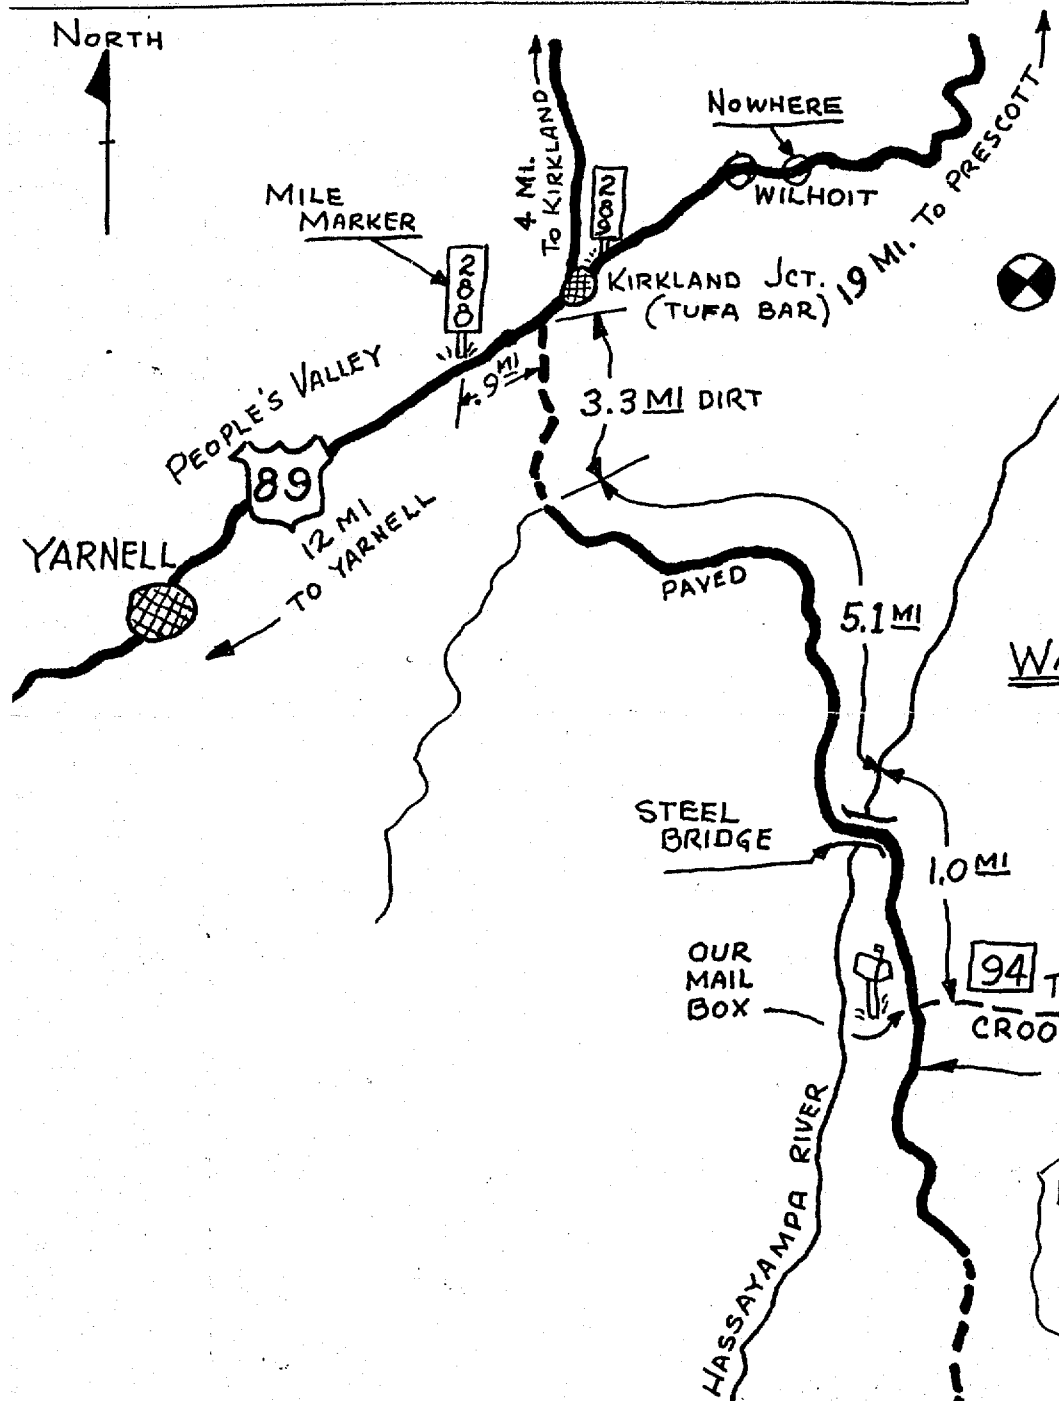 NORTH
NOWHERE
WILHOIT
4 MI.
TO KIRKLAND
289
MILE
MARKER
288
19 MI. TO PRESCOTT
KIRKLAND JCT.
(TUFA BAR)
.9 MI
3.3 MI DIRT
PEOPLE'S VALLEY
89
12 MI
TO YARNELL
YARNELL
PAVED
5.1 MI
STEEL
BRIDGE
1.0 MI
OUR
MAIL
BOX
94
HASSAYAMPA RIVER